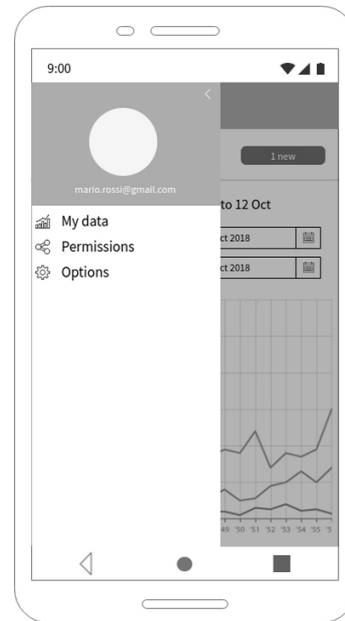 9:00
mario.rossi@gmail.com
1 new
My data
to 12 Oct
Permissions
ct 2018
Options
ct 2018
49 '50 '51 '52 '53 '54 '55 '5